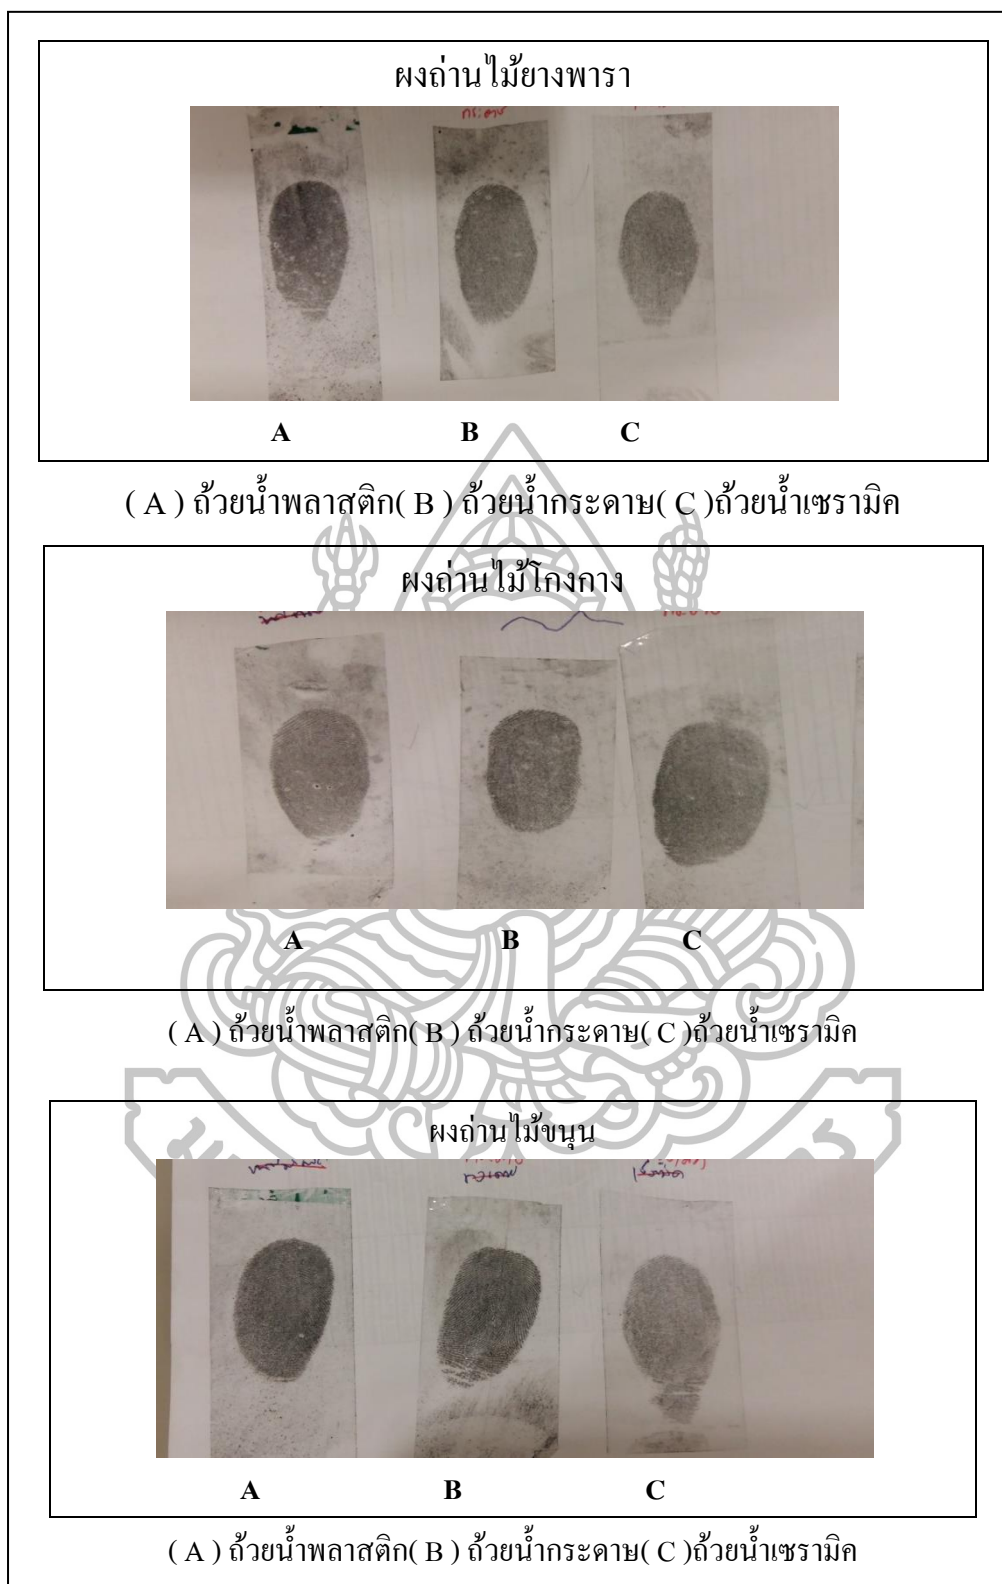 ผงถ่านไม้ยางพารา
กระดาษ
A B C
( A ) ถ้วยน้ำพลาสติก( B ) ถ้วยน้ำกระดาษ( C )ถ้วยน้ำเซรามิค
ผงถ่านไม้โกงกาง
A B C
( A ) ถ้วยน้ำพลาสติก( B ) ถ้วยน้ำกระดาษ( C )ถ้วยน้ำเซรามิค
ผงถ่านไม้ขนุน
A B C
( A ) ถ้วยน้ำพลาสติก( B ) ถ้วยน้ำกระดาษ( C )ถ้วยน้ำเซรามิค